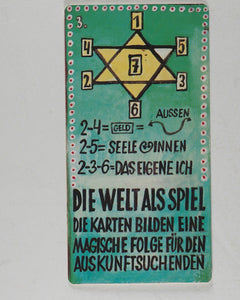 3.
1
4 5
7
2 3
6
2-4= GELD = AUSSEN
2-5= SEELE INNEN
2-3-6=DAS EIGENE ICH
DIE WELT ALS SPIEL
DIE KARTEN BILDEN EINE
MAGISCHE FOLGE FÜR DEN
AUSKUNFTSUCHENDEN